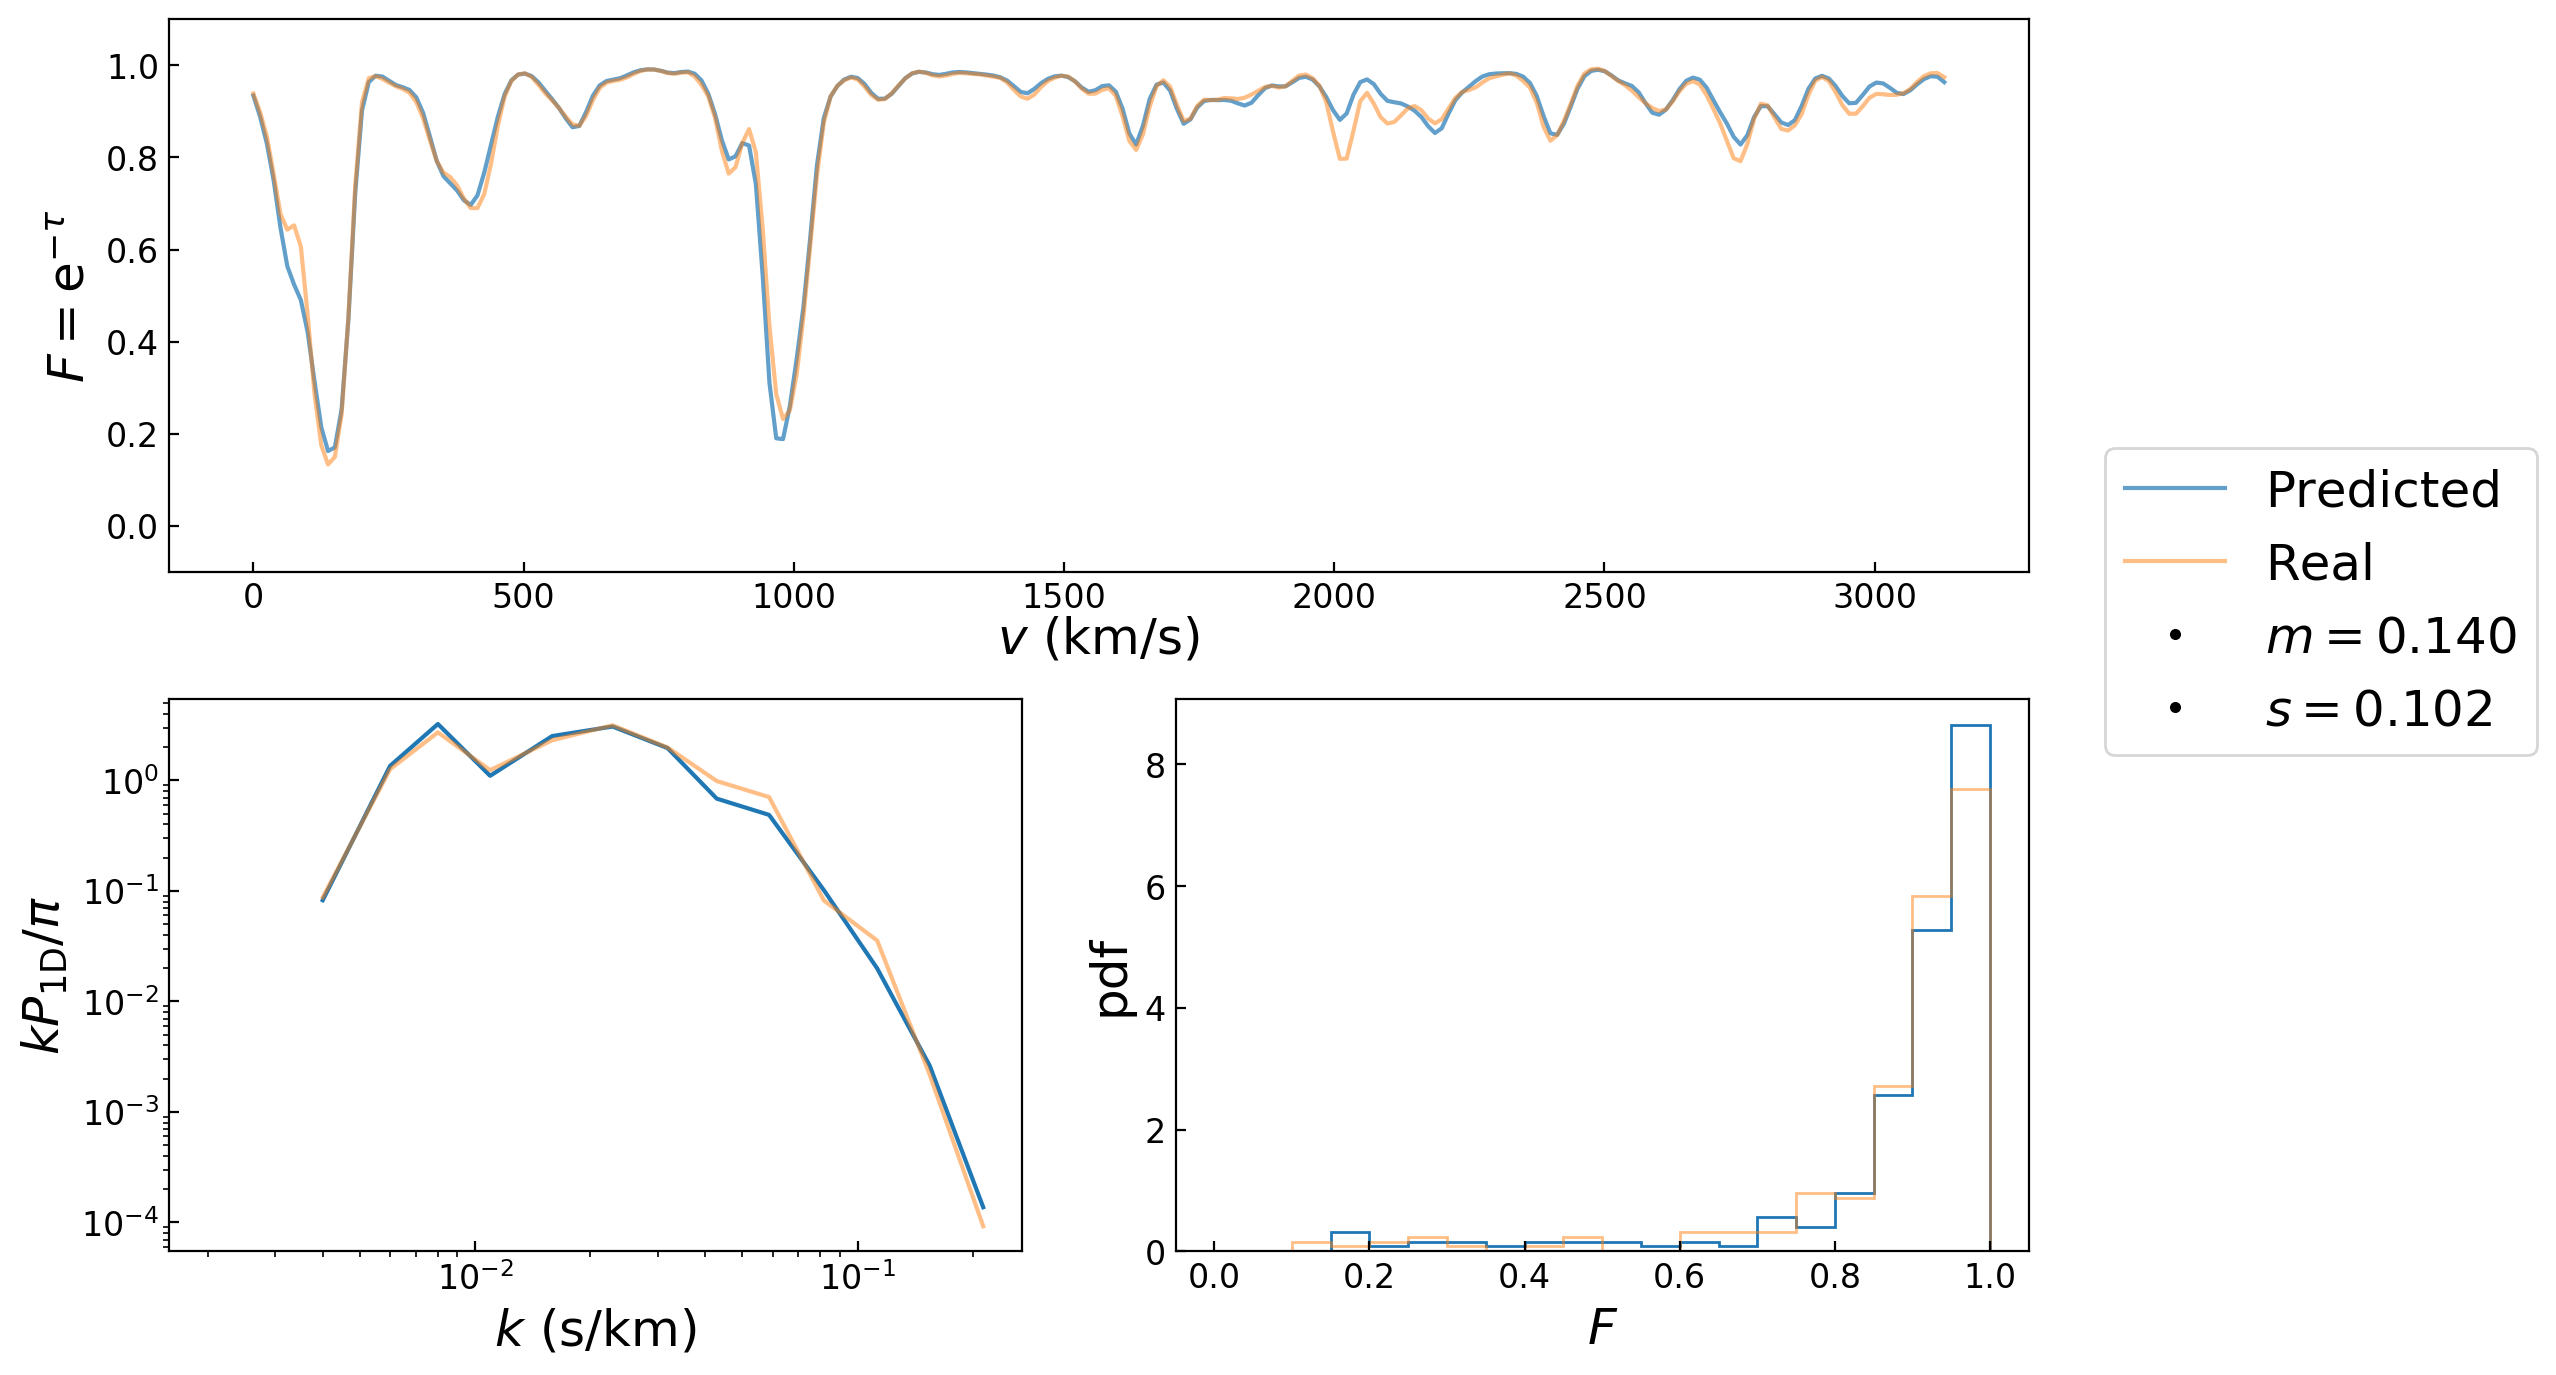 1.0
0.8
0.6
0.4
0.2
0.0
F = e^{-τ}
0 500 1000 1500 2000 2500 3000
v (km/s)
Predicted
Real
m = 0.140
s = 0.102
10^{0}
10^{-1}
10^{-2}
10^{-3}
10^{-4}
kP_{1D}/π
10^{-2} 10^{-1}
k (s/km)
8
6
4
2
0
pdf
0.0 0.2 0.4 0.6 0.8 1.0
F